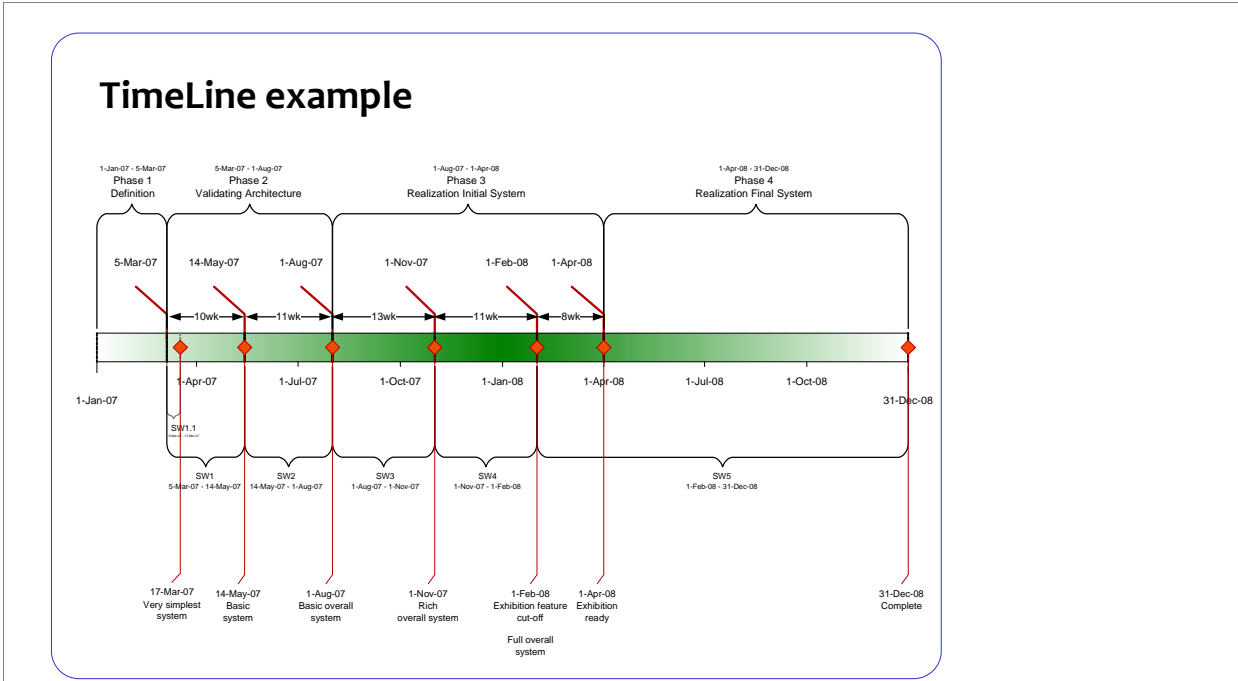 TimeLine example
1-Jan-07 - 5-Mar-07
Phase 1
Definition
5-Mar-07 - 1-Aug-07
Phase 2
Validating Architecture
1-Aug-07 - 1-Apr-08
Phase 3
Realization Initial System
1-Apr-08 - 31-Dec-08
Phase 4
Realization Final System
5-Mar-07
14-May-07
1-Aug-07
1-Nov-07
1-Feb-08
1-Apr-08
10wk
11wk
13wk
11wk
8wk
1-Apr-07
1-Jul-07
1-Oct-07
1-Jan-08
1-Apr-08
1-Jul-08
1-Oct-08
1-Jan-07
31-Dec-08
SW1.1
5-Mar-07 - 17-Mar-07
SW1
5-Mar-07 - 14-May-07
SW2
14-May-07 - 1-Aug-07
SW3
1-Aug-07 - 1-Nov-07
SW4
1-Nov-07 - 1-Feb-08
SW5
1-Feb-08 - 31-Dec-08
17-Mar-07
Very simplest
system
14-May-07
Basic
system
1-Aug-07
Basic overall
system
1-Nov-07
Rich
overall system
1-Feb-08
Exhibition feature
cut-off
Full overall
system
1-Apr-08
Exhibition
ready
31-Dec-08
Complete